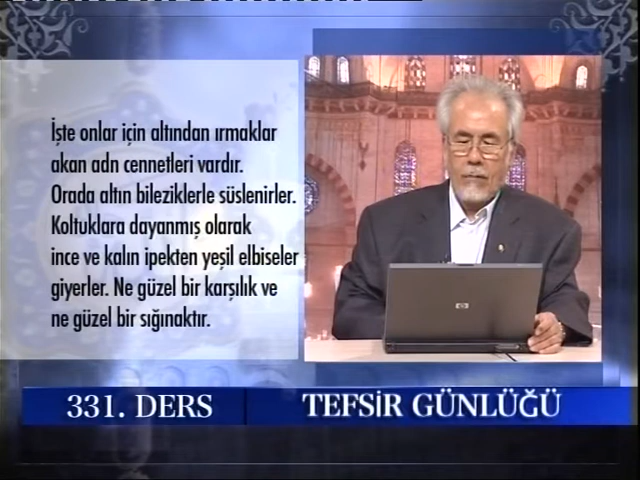 İşte onlar için altından ırmaklar
akan adn cennetleri vardır.
Orada altın bileziklerle süslenirler.
Koltuklara dayanmış olarak
ince ve kalın ipekten yeşil elbiseler
giyerler. Ne güzel bir karşılık ve
ne güzel bir sığınaktır.
hp
331. DERS
TEFSİR GÜNLÜĞÜ